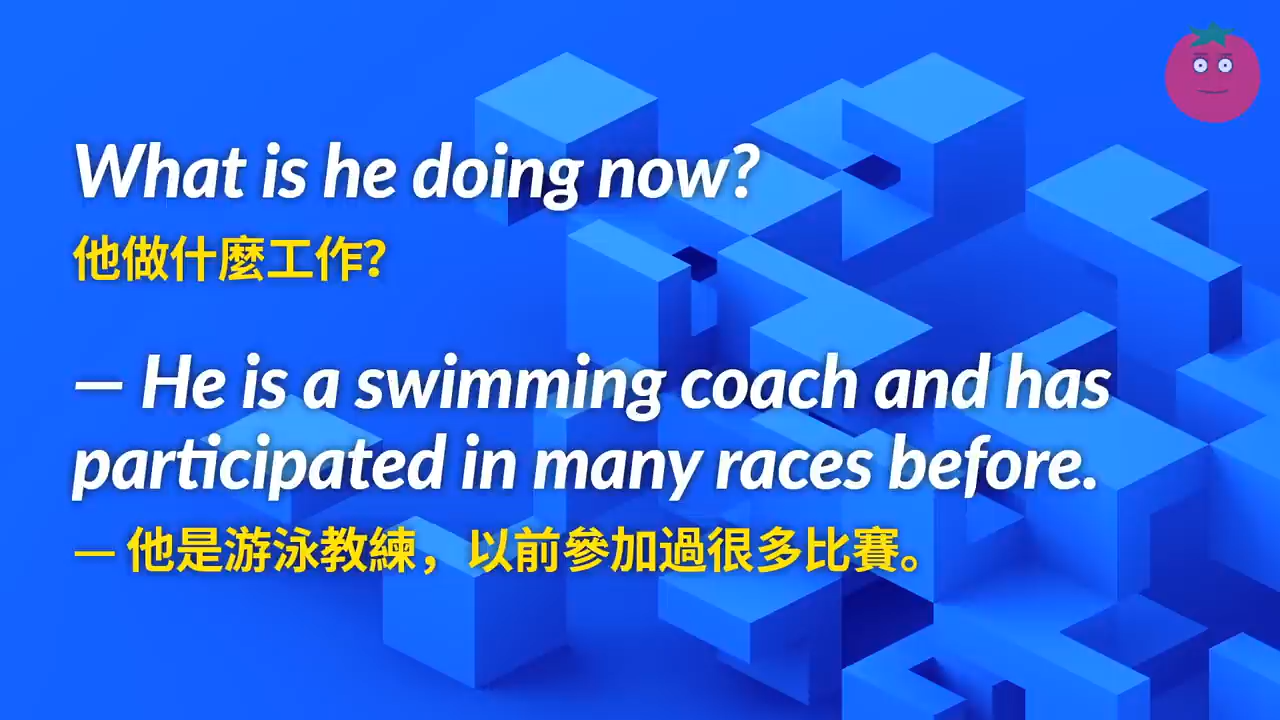 What is he doing now?
他做什麼工作?
— He is a swimming coach and has
participated in many races before.
— 他是游泳教練，以前參加過很多比賽。